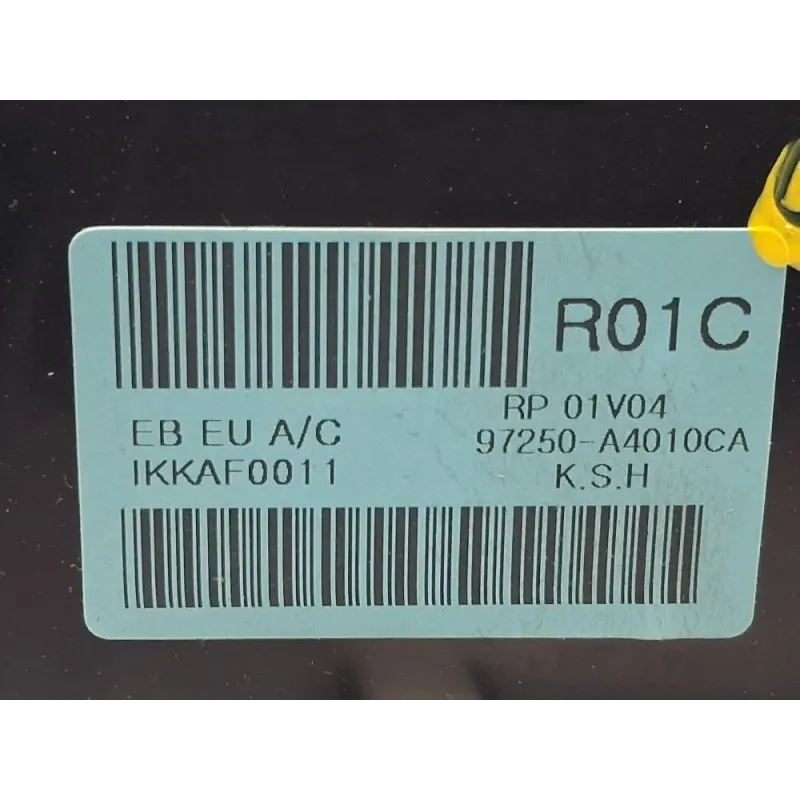 R01C
RP 01V04
EB EU A/C
97250-A4010CA
IKKAF0011
K.S.H